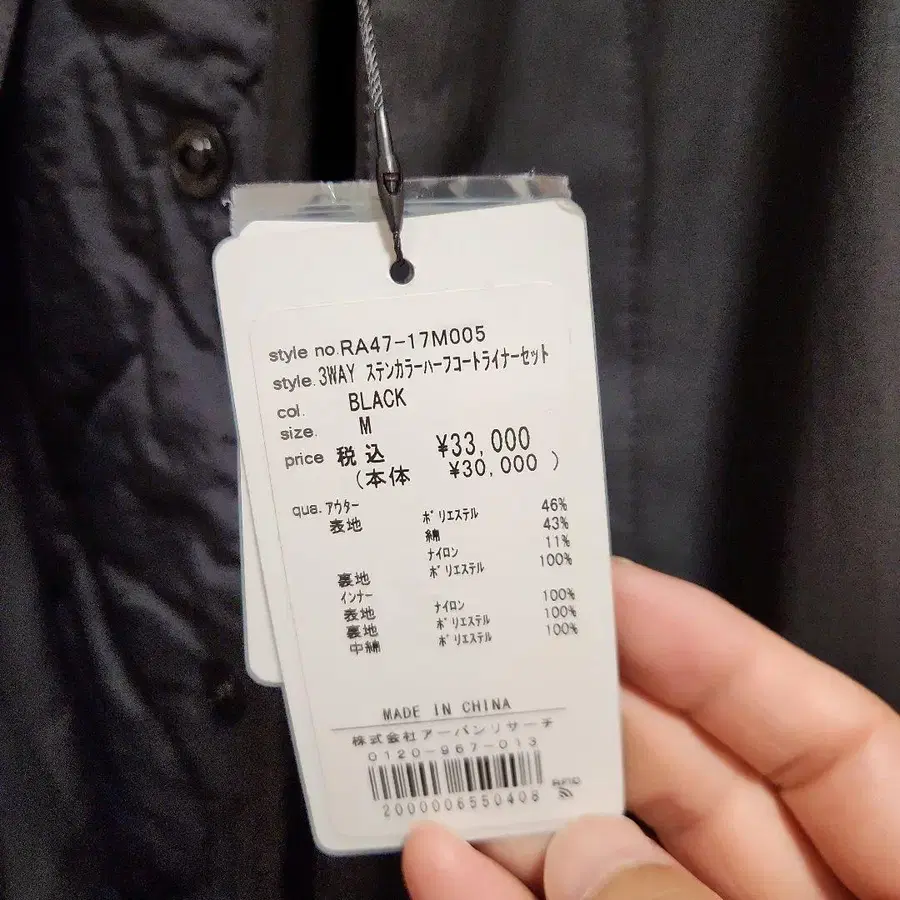 style no.RA47-17M005
style.3WAY ステンカラーハーフコートライナーセット
col. BLACK
size. M
price 税込 ¥33,000
(本体 ¥30,000 )
qua.アウター
表地 ポリエステル 46%
綿 43%
ナイロン 11%
裏地 ポリエステル 100%
インナー
表地 ナイロン 100%
裏地 ポリエステル 100%
中綿 ポリエステル 100%
MADE IN CHINA
株式会社アーバンリサーチ
0120-967-013
2000006550408
RFID